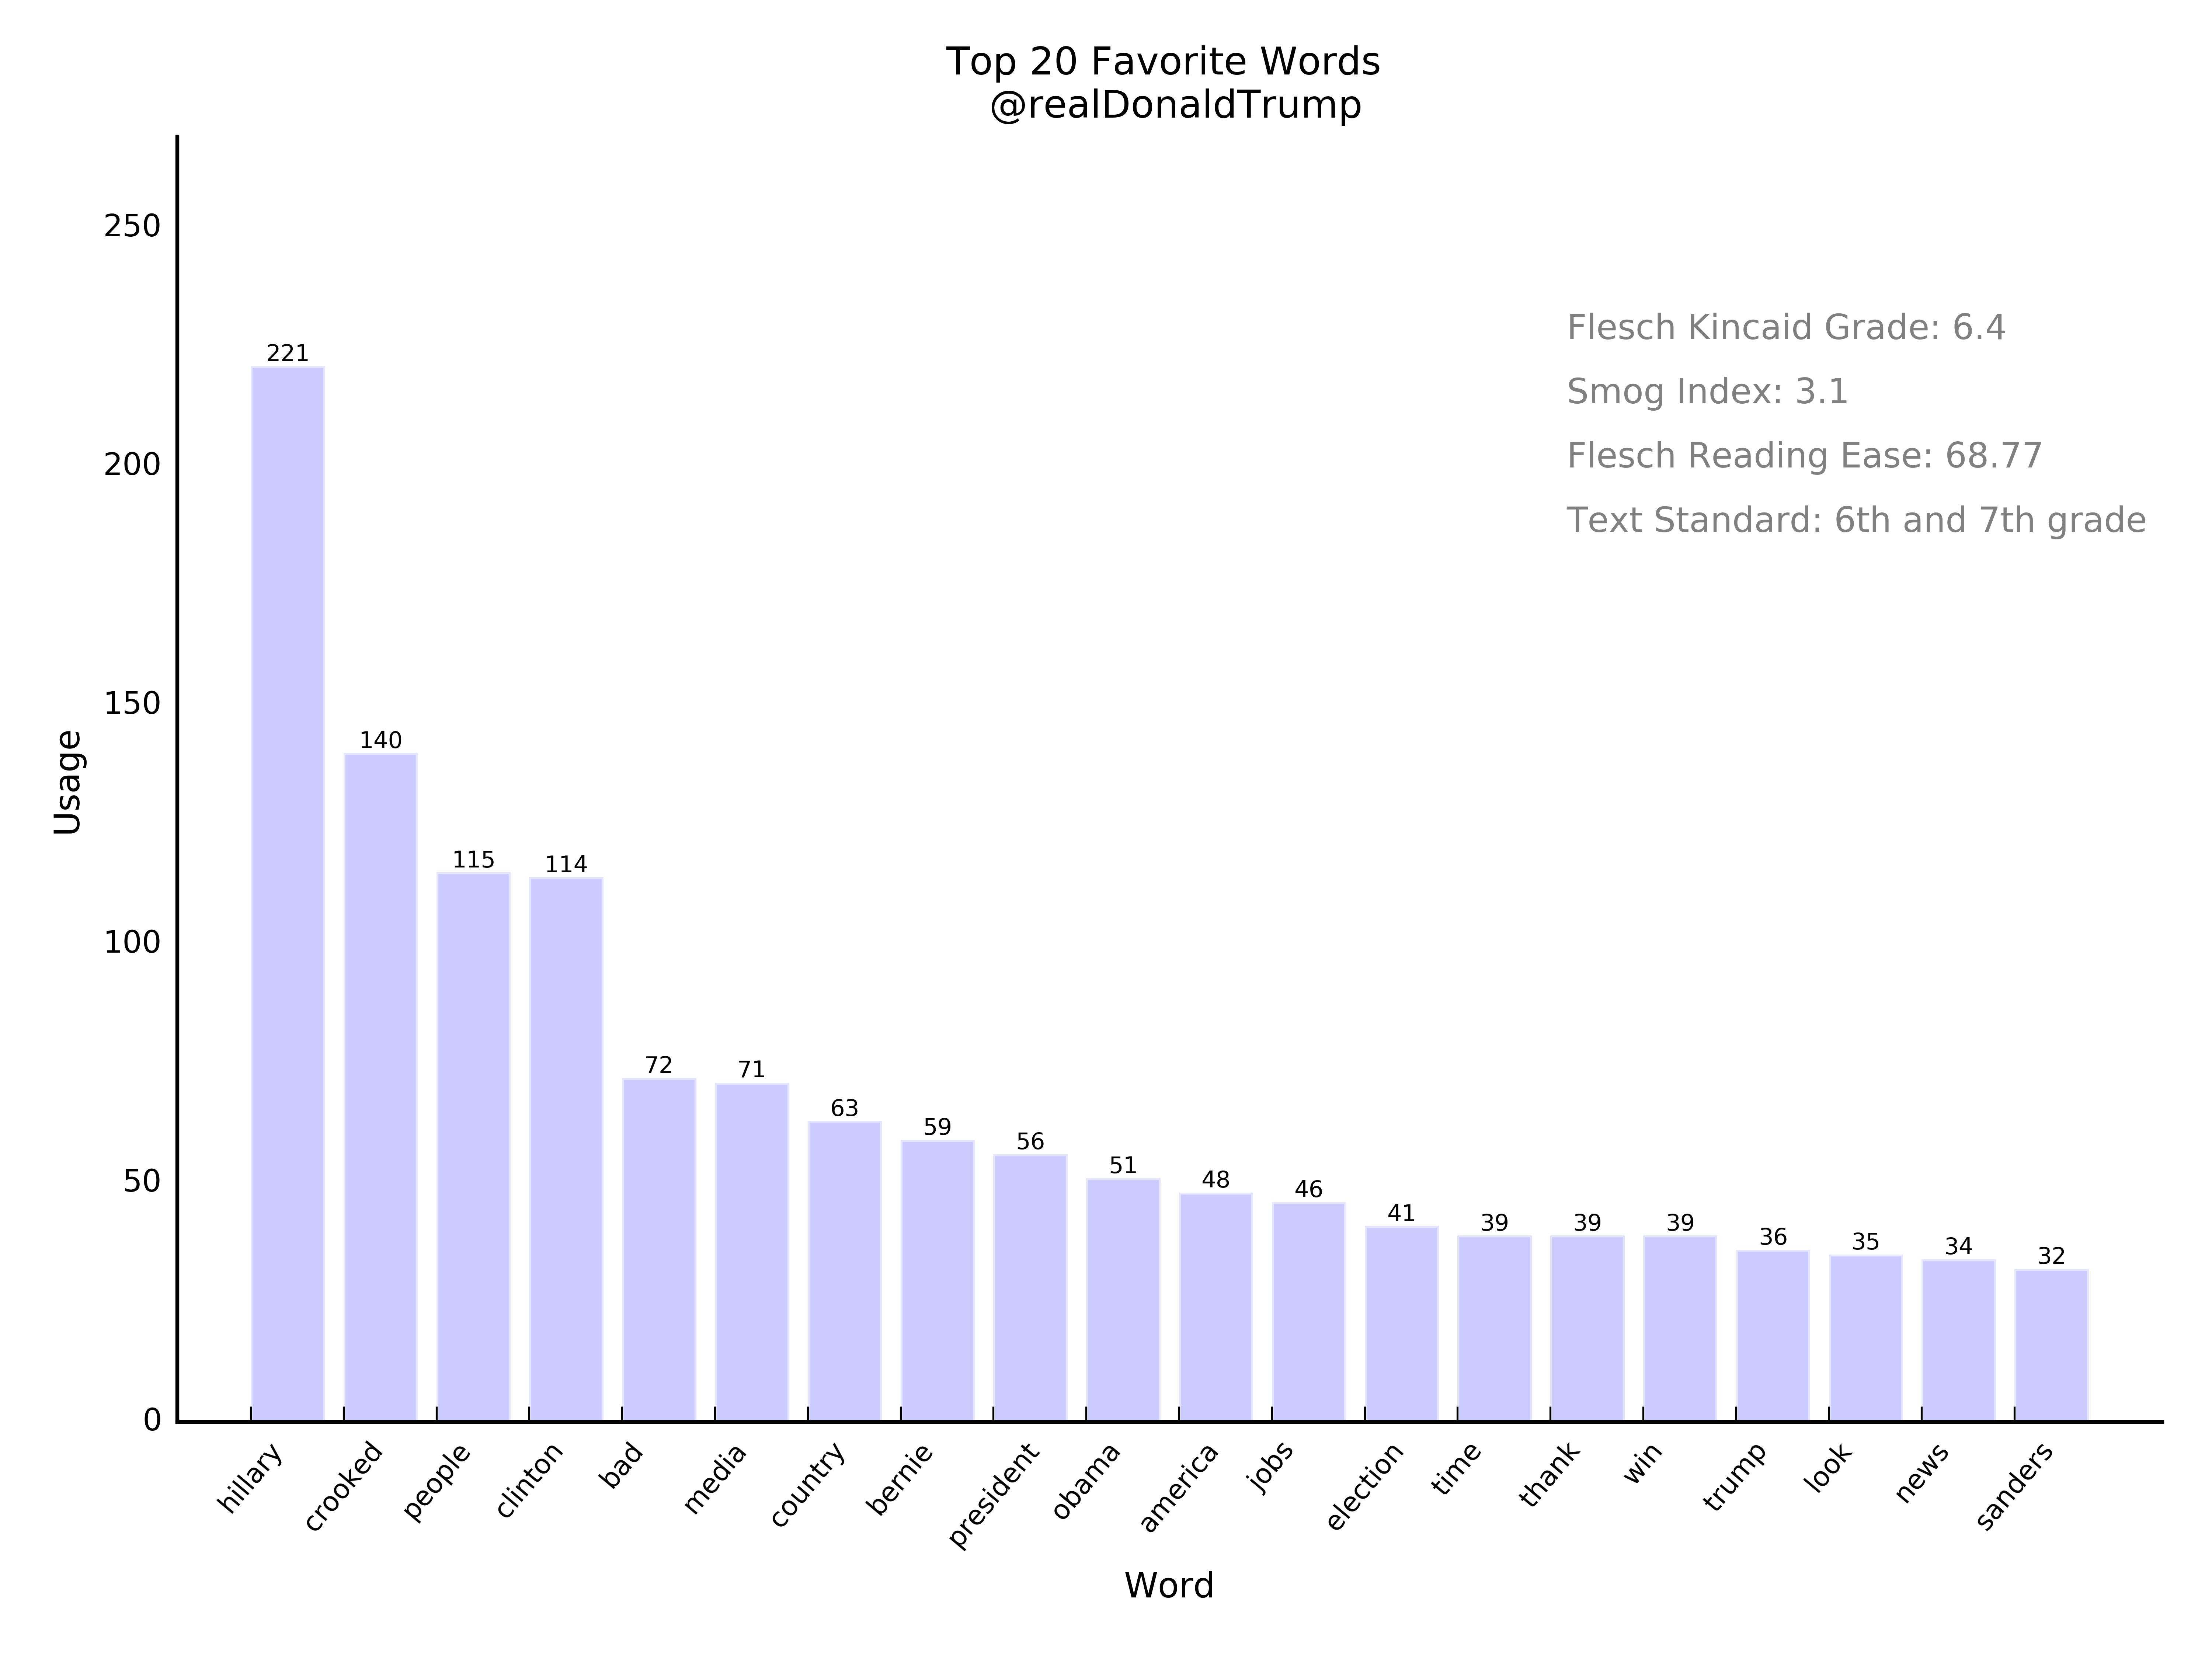 Top 20 Favorite Words
@realDonaldTrump
250
200
150
100
50
0
Usage
221
140
115
114
72
71
63
59
56
51
48
46
41
39
39
39
36
35
34
32
Flesch Kincaid Grade: 6.4
Smog Index: 3.1
Flesch Reading Ease: 68.77
Text Standard: 6th and 7th grade
hillary
crooked
people
clinton
bad
media
country
bernie
president
obama
america
jobs
election
time
thank
win
trump
look
news
sanders
Word